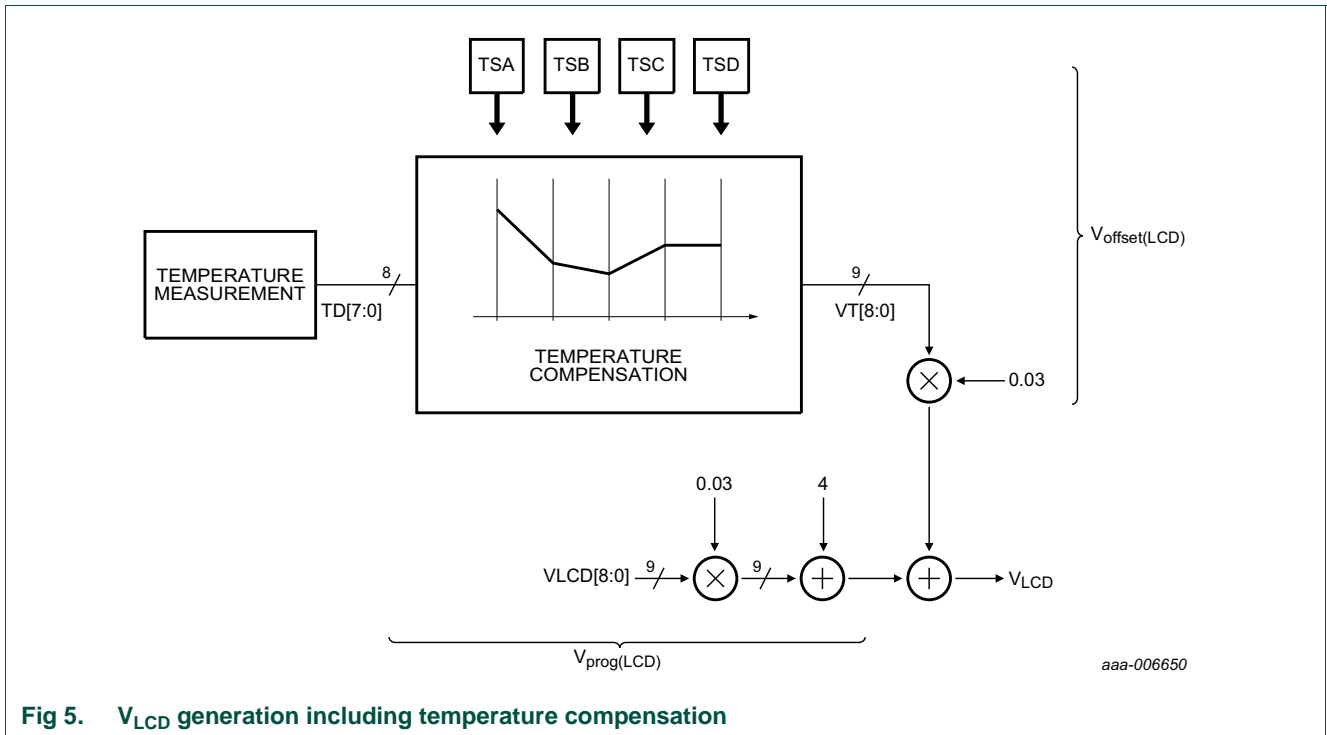 TSA TSB TSC TSD
TEMPERATURE
MEASUREMENT
8
TD[7:0]
TEMPERATURE
COMPENSATION
9
VT[8:0]
Voffset(LCD)
×
0.03
0.03
4
VLCD[8:0]
9
×
9
+
+
VLCD
Vprog(LCD)
aaa-006650
Fig 5. VLCD generation including temperature compensation